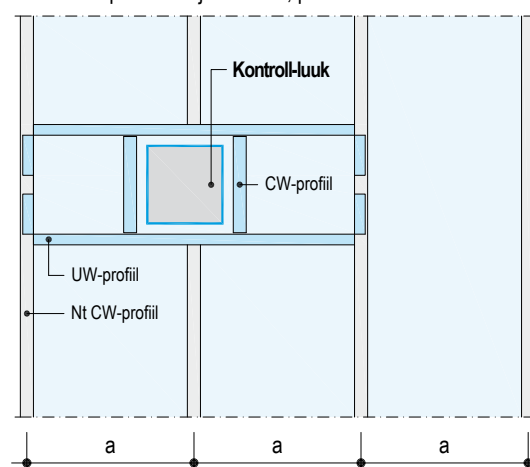 Kontroll-luuk
CW-profiil
UW-profiil
Nt CW-profiil
a a a